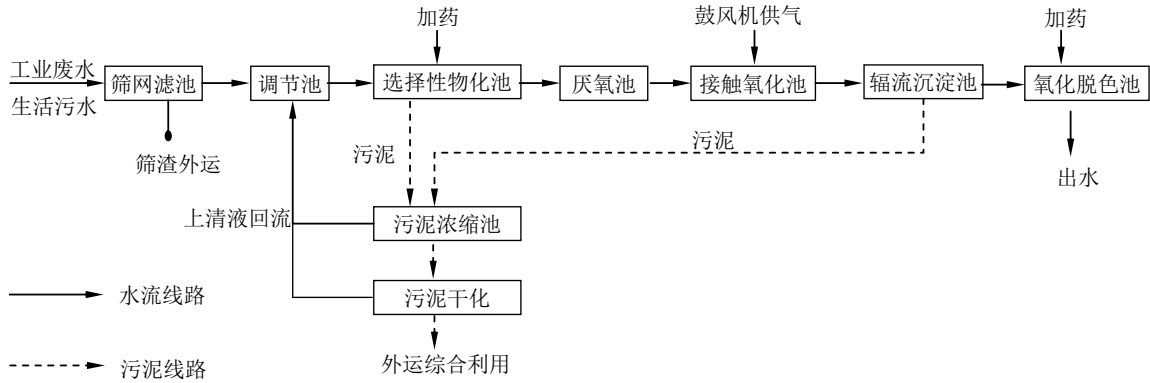 加药
鼓风机供气
加药
工业废水
生活污水
筛网滤池
调节池
选择性物化池
厌氧池
接触氧化池
辐流沉淀池
氧化脱色池
筛渣外运
污泥
污泥
出水
上清液回流
污泥浓缩池
水流线路
污泥干化
污泥线路
外运综合利用